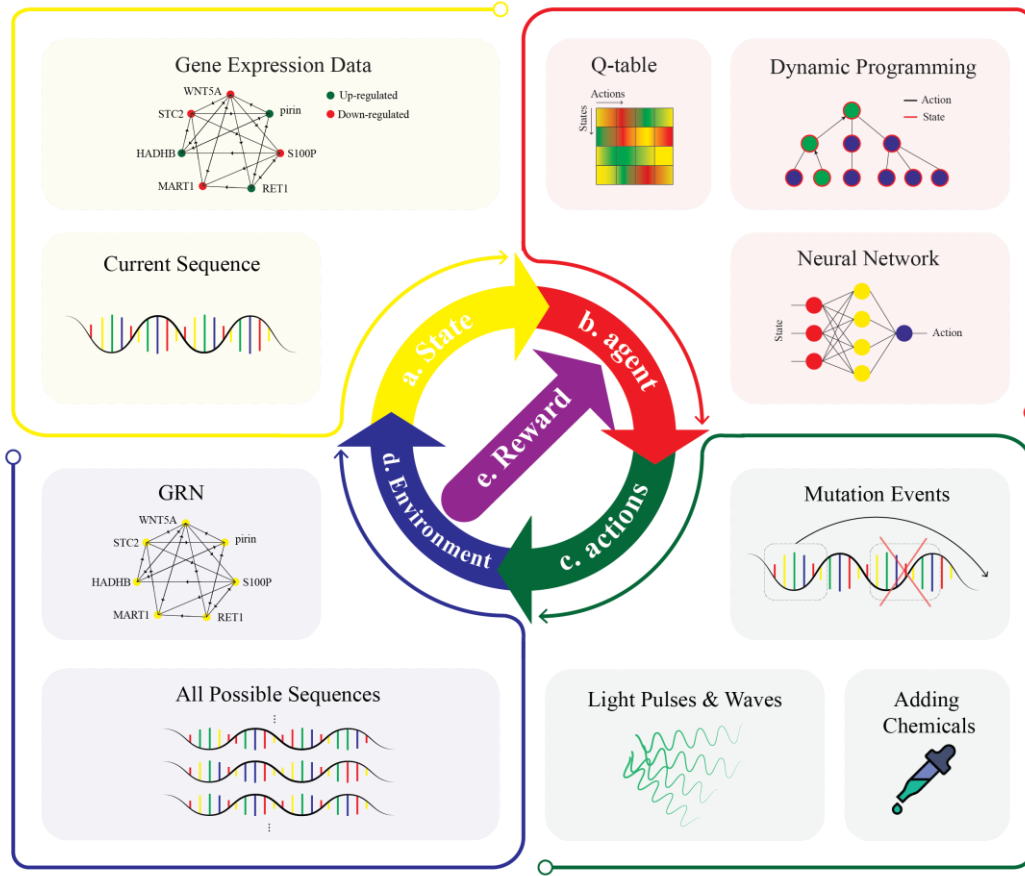 Gene Expression Data
WNT5A
Up-regulated
STC2
pirin
Down-regulated
HADHB
S100P
MART1
RET1
Current Sequence
Q-table
Actions
States
Dynamic Programming
Action
State
Neural Network
State
Action
a. State
b. agent
c. actions
d. Environment
e. Reward
GRN
WNT5A
STC2
pirin
HADHB
S100P
MART1
RET1
All Possible Sequences
...
...
Mutation Events
Light Pulses & Waves
Adding
Chemicals